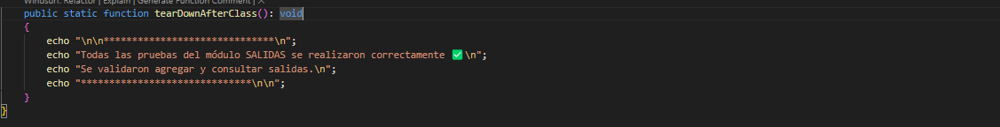 Windsurf: Refactor | Explain | Generate Function Comment | ✕
public static function tearDownAfterClass(): void
{
echo "\n\n******************************\n";
echo "Todas las pruebas del módulo SALIDAS se realizaron correctamente ✅\n";
echo "Se validaron agregar y consultar salidas.\n";
echo "******************************\n\n";
}
}